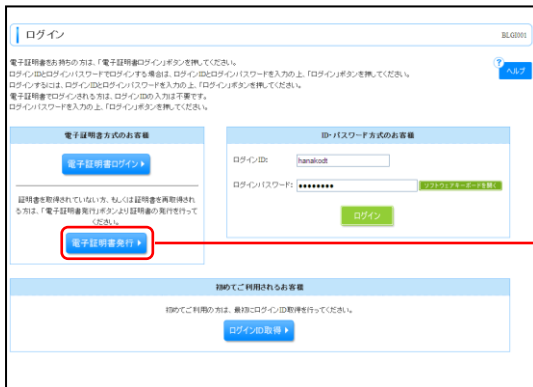 ログイン
BLGI001
電子証明書をお持ちの方は、「電子証明書ログイン」ボタンを押してください。
ログインIDとログインパスワードでログインする場合は、ログインIDとログインパスワードを入力の上、「ログイン」ボタンを押してください。
ログインするには、ログインIDとログインパスワードを入力の上、「ログイン」ボタンを押してください。
電子証明書でログインされる方は、ログインIDの入力は不要です。
ログインパスワードを入力の上、「ログイン」ボタンを押してください。
?
ヘルプ
電子証明書方式のお客様
電子証明書ログイン
証明書を取得されていない方、もしくは証明書を再取得され
る方は、「電子証明書発行」ボタンより証明書の発行を行って
ください。
電子証明書発行
ID・パスワード方式のお客様
ログインID:
hanakodt
ログインパスワード:
●●●●●●●●
ソフトウェアキーボードを開く
ログイン
初めてご利用されるお客様
初めてご利用の方は、最初にログインID取得を行ってください。
ログインID取得